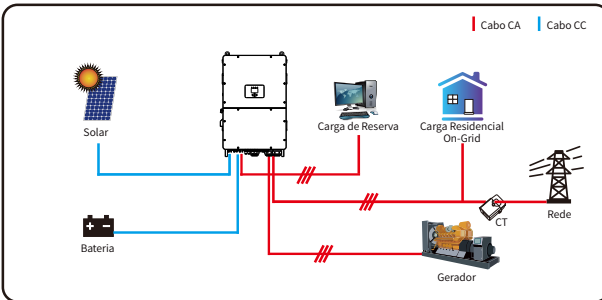 Cabo CA
Cabo CC
Solar
Carga de Reserva
Carga Residencial
On-Grid
CT
Rede
Bateria
Gerador